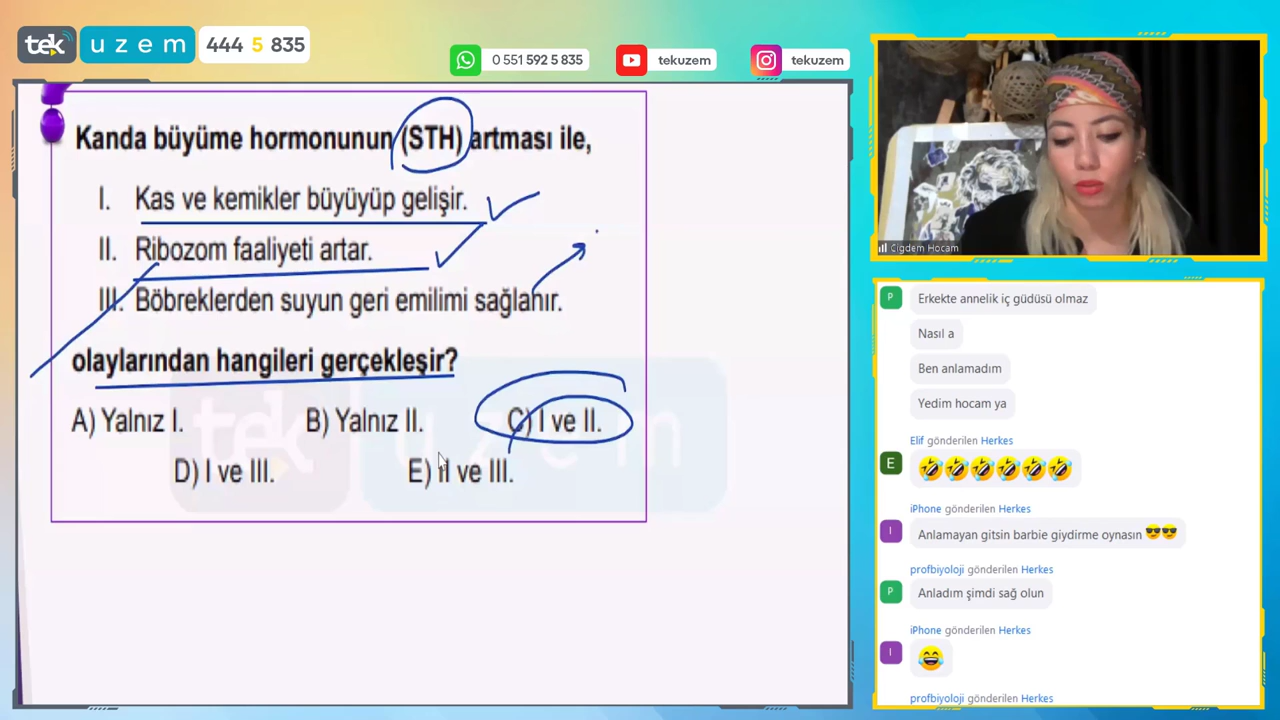 tek
uzem
444 5 835
0 551 592 5 835
tekuzem
tekuzem
Kanda büyüme hormonunun (STH) artması ile,
I. Kas ve kemikler büyüyüp gelişir.
II. Ribozom faaliyeti artar.
III. Böbreklerden suyun geri emilimi sağlanır.
olaylarından hangileri gerçekleşir?
A) Yalnız I.
B) Yalnız II.
C) I ve II.
D) I ve III.
E) II ve III.
tek
uzem
Çigdem Hocam
P
Erkekte annelik iç güdüsü olmaz
Nasıl a
Ben anlamadım
Yedim hocam ya
Elif gönderilen Herkes
E
iPhone gönderilen Herkes
I
Anlamayan gitsin barbie giydirme oynasın
profbiyoloji gönderilen Herkes
P
Anladım şimdi sağ olun
iPhone gönderilen Herkes
I
profbiyoloji gönderilen Herkes